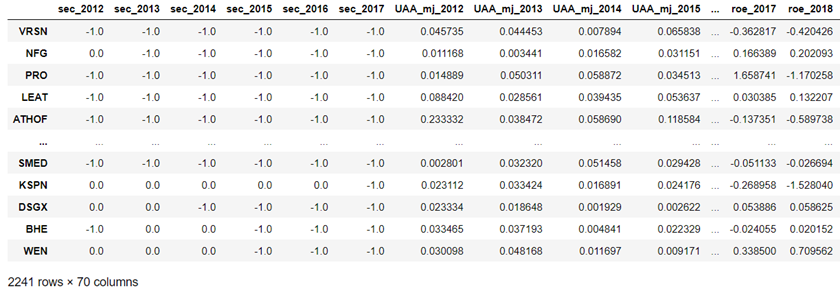 sec_2012 sec_2013 sec_2014 sec_2015 sec_2016 sec_2017 UAA_mj_2012 UAA_mj_2013 UAA_mj_2014 UAA_mj_2015 ... roe_2017 roe_2018
VRSN -1.0 -1.0 -1.0 -1.0 -1.0 -1.0 0.045735 0.044453 0.007894 0.065838 ... -0.362817 -0.420426
NFG 0.0 -1.0 -1.0 -1.0 -1.0 -1.0 0.011168 0.003441 0.016582 0.031151 ... 0.166389 0.202093
PRO -1.0 -1.0 -1.0 -1.0 -1.0 -1.0 0.014889 0.050311 0.058872 0.034513 ... 1.658741 -1.170258
LEAT -1.0 -1.0 -1.0 -1.0 -1.0 -1.0 0.088420 0.028561 0.039435 0.053637 ... 0.030385 0.132207
ATHOF -1.0 -1.0 -1.0 -1.0 -1.0 -1.0 0.233332 0.038472 0.058690 0.118584 ... -0.137351 -0.589738
... ... ... ... ... ... ... ... ... ... ... ... ... ...
SMED -1.0 -1.0 -1.0 -1.0 -1.0 -1.0 0.002801 0.032320 0.051458 0.029428 ... -0.051133 -0.026694
KSPN 0.0 0.0 0.0 0.0 0.0 -1.0 0.023112 0.033424 0.016891 0.024176 ... -0.268958 -1.528040
DSGX 0.0 0.0 -1.0 -1.0 -1.0 -1.0 0.023334 0.018648 0.001929 0.002622 ... 0.053886 0.058625
BHE -1.0 0.0 0.0 -1.0 -1.0 -1.0 0.033465 0.037193 0.004841 0.022329 ... -0.024055 0.020152
WEN 0.0 0.0 0.0 -1.0 -1.0 -1.0 0.030098 0.048168 0.011697 0.009171 ... 0.338500 0.709562
2241 rows × 70 columns